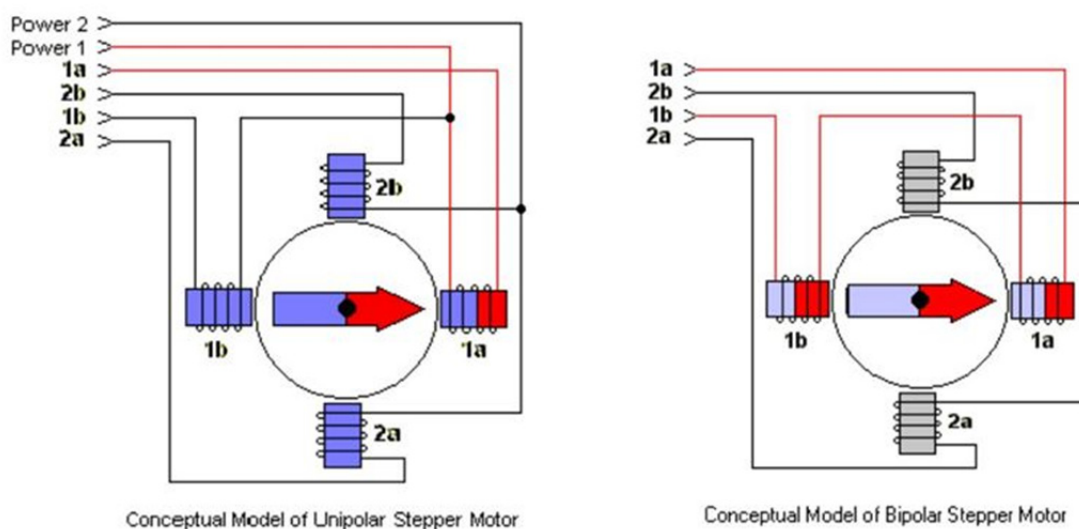 Power 2
Power 1
1a
2b
1b
2a
2b
1b
1a
2a
Conceptual Model of Unipolar Stepper Motor
1a
2b
1b
2a
2b
1b
1a
2a
Conceptual Model of Bipolar Stepper Motor